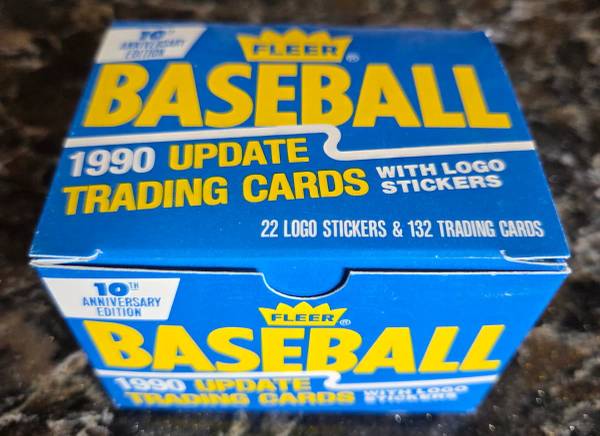 10TH
ANNIVERSARY
EDITION
FLEER®
BASEBALL
1990 UPDATE
TRADING CARDS
WITH LOGO
STICKERS
22 LOGO STICKERS & 132 TRADING CARDS
10TH
ANNIVERSARY
EDITION
FLEER®
BASEBALL
1990 UPDATE
TRADING CARDS
WITH LOGO
STICKERS